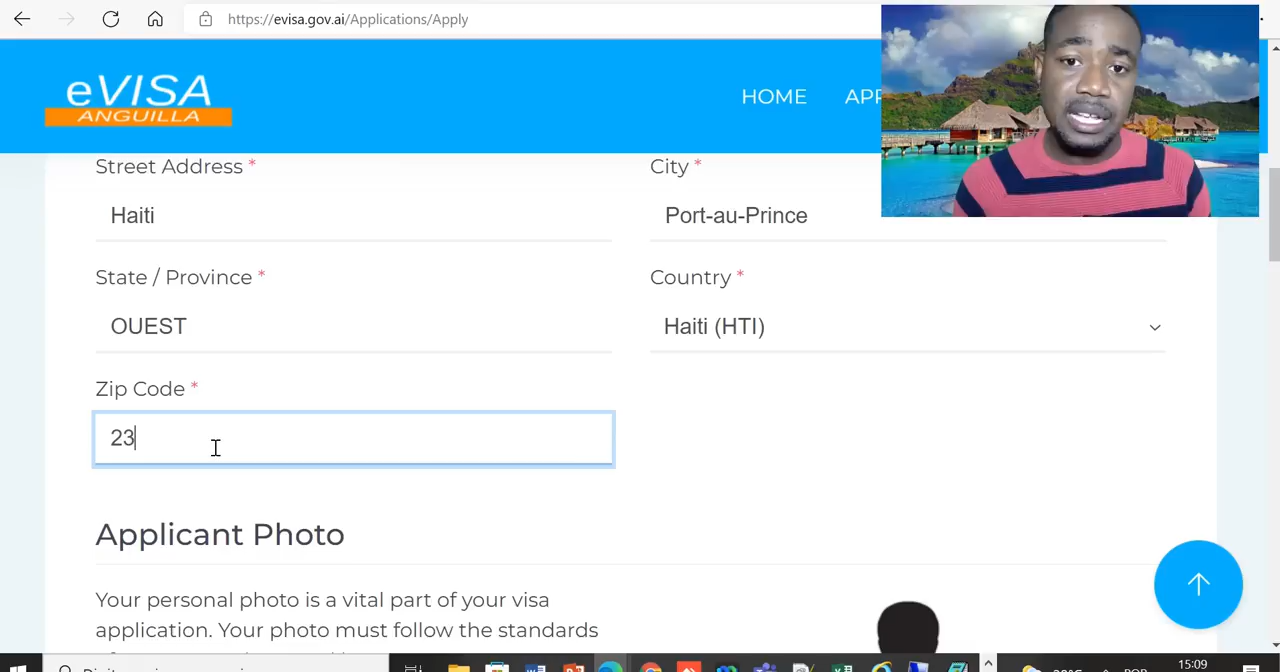 https://evisa.gov.ai/Applications/Apply
eVISA
ANGUILLA
HOME
APP
Street Address *
City *
Haiti
Port-au-Prince
State / Province *
Country *
OUEST
Haiti (HTI)
Zip Code *
23
Applicant Photo
Your personal photo is a vital part of your visa
application. Your photo must follow the standards
15:09